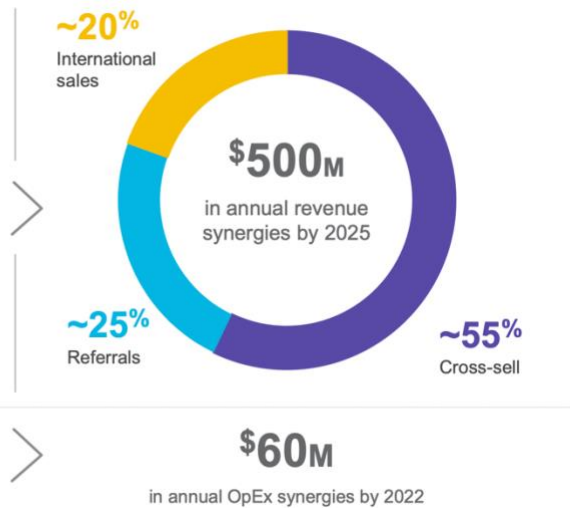 ~20%
International
sales
$500M
in annual revenue
synergies by 2025
~25%
Referrals
~55%
Cross-sell
$60M
in annual OpEx synergies by 2022